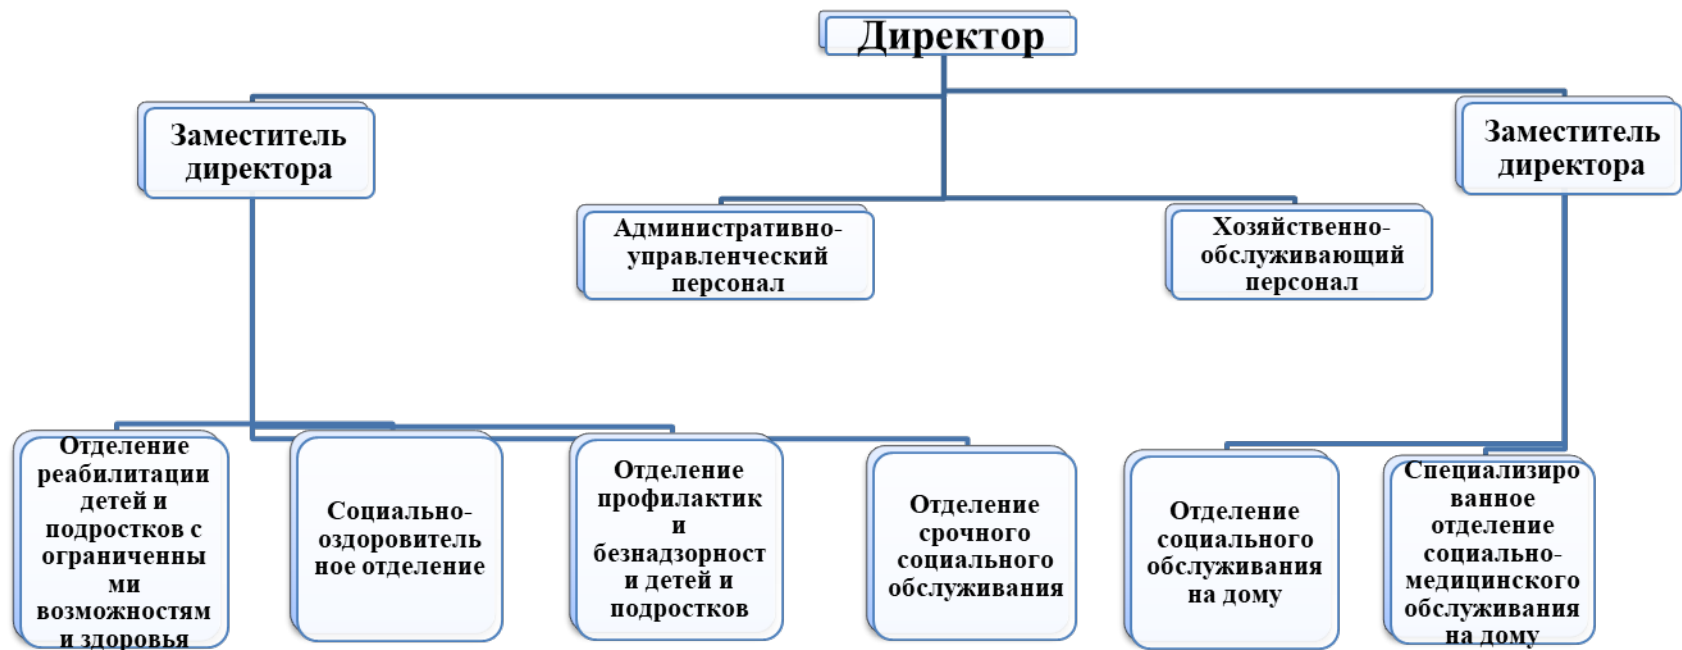 Директор
Заместитель
директора
Заместитель
директора
Административно-
управленческий
персонал
Хозяйственно-
обслуживающий
персонал
Отделение
реабилитации
детей и
подростков с
ограниченны
ми
возможностям
и здоровья
Социально-
оздоровитель
ное отделение
Отделение
профилактик
и
безнадзорност
и детей и
подростков
Отделение
срочного
социального
обслуживания
Отделение
социального
обслуживания
на дому
Специализиро
ванное
отделение
социально-
медицинского
обслуживания
на дому